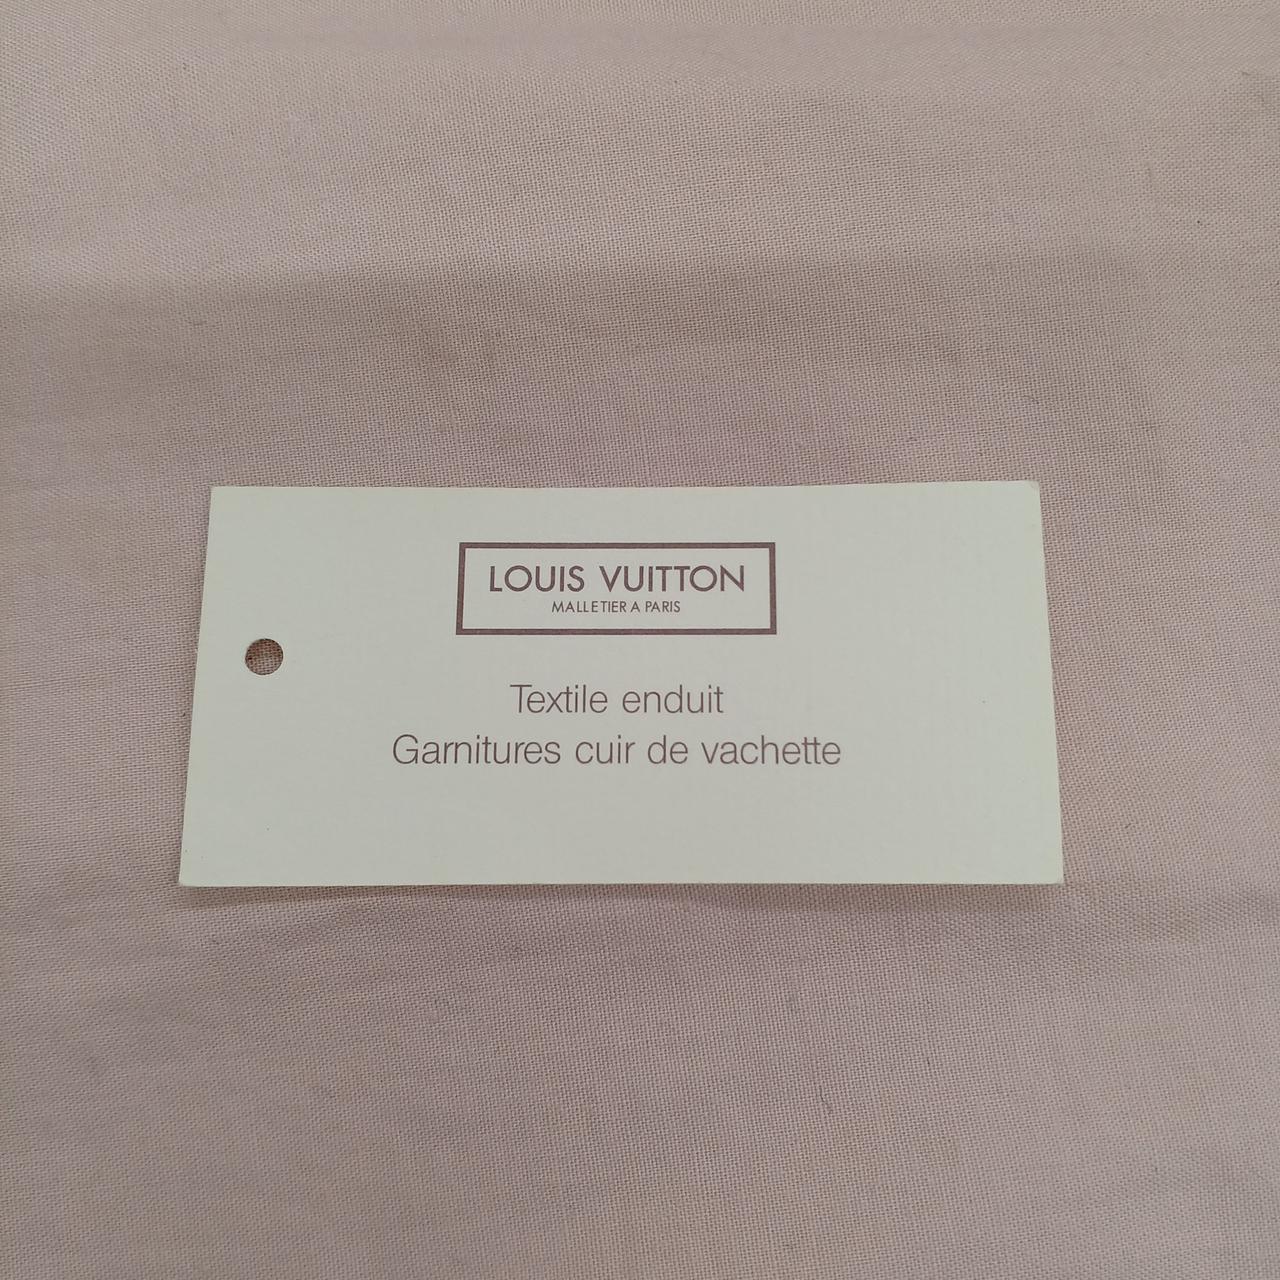 LOUIS VUITTON
MALLETIER A PARIS
Textile enduit
Garnitures cuir de vachette